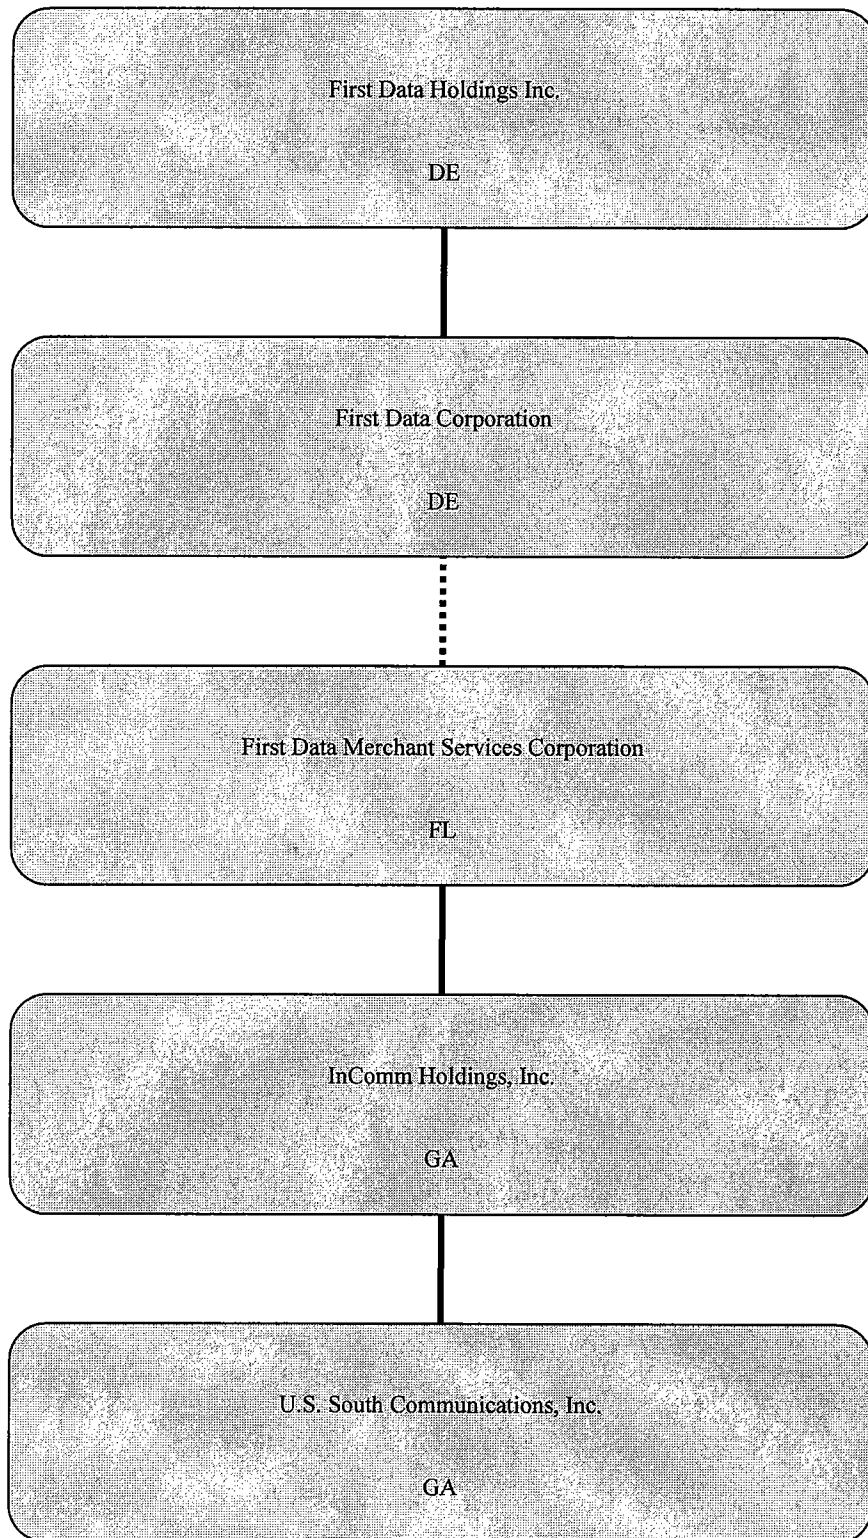 First Data Holdings Inc.
DE
First Data Corporation
DE
First Data Merchant Services Corporation
FL
InComm Holdings, Inc.
GA
U.S. South Communications, Inc.
GA